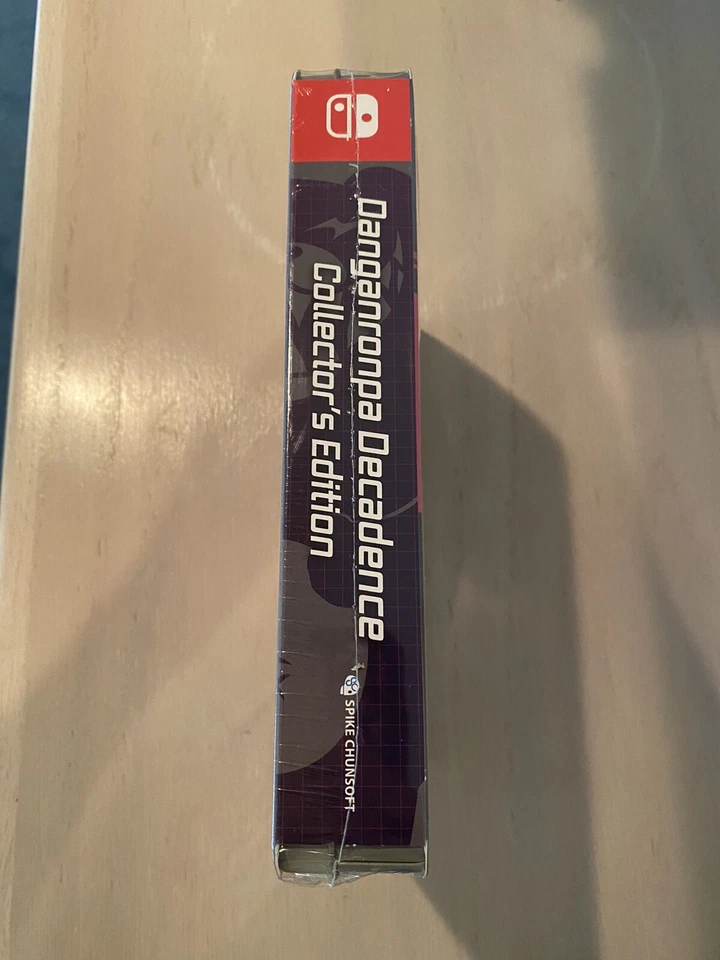 Danganronpa Decadence
Collector's Edition
SPIKE CHUNSOFT